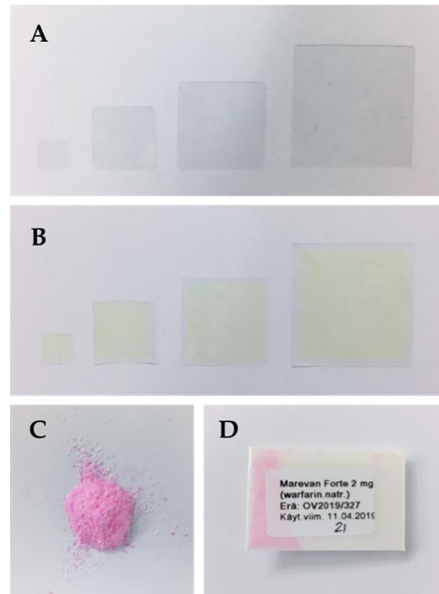 A
B
C
D
Marevan Forte 2 mg
(warfarin.natr.)
Erä: OV2019/327
Käyt.viim. 11.04.2019
21